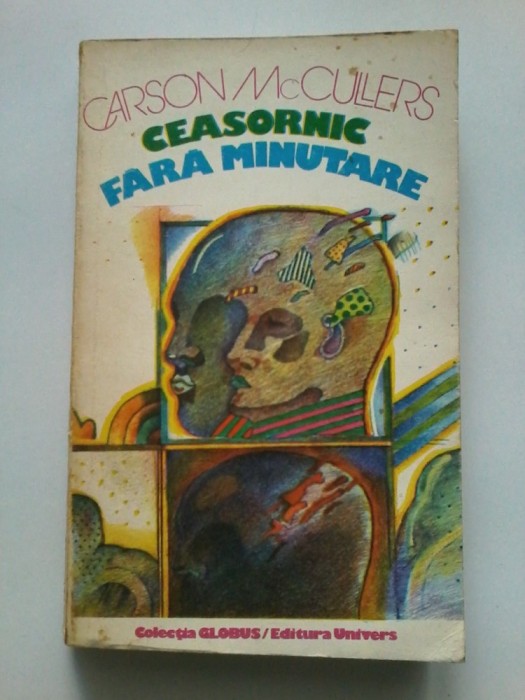 CARSON McCULLERS
CEASORNIC
FARA MINUTARE
Colecția GLOBUS/Editura Univers